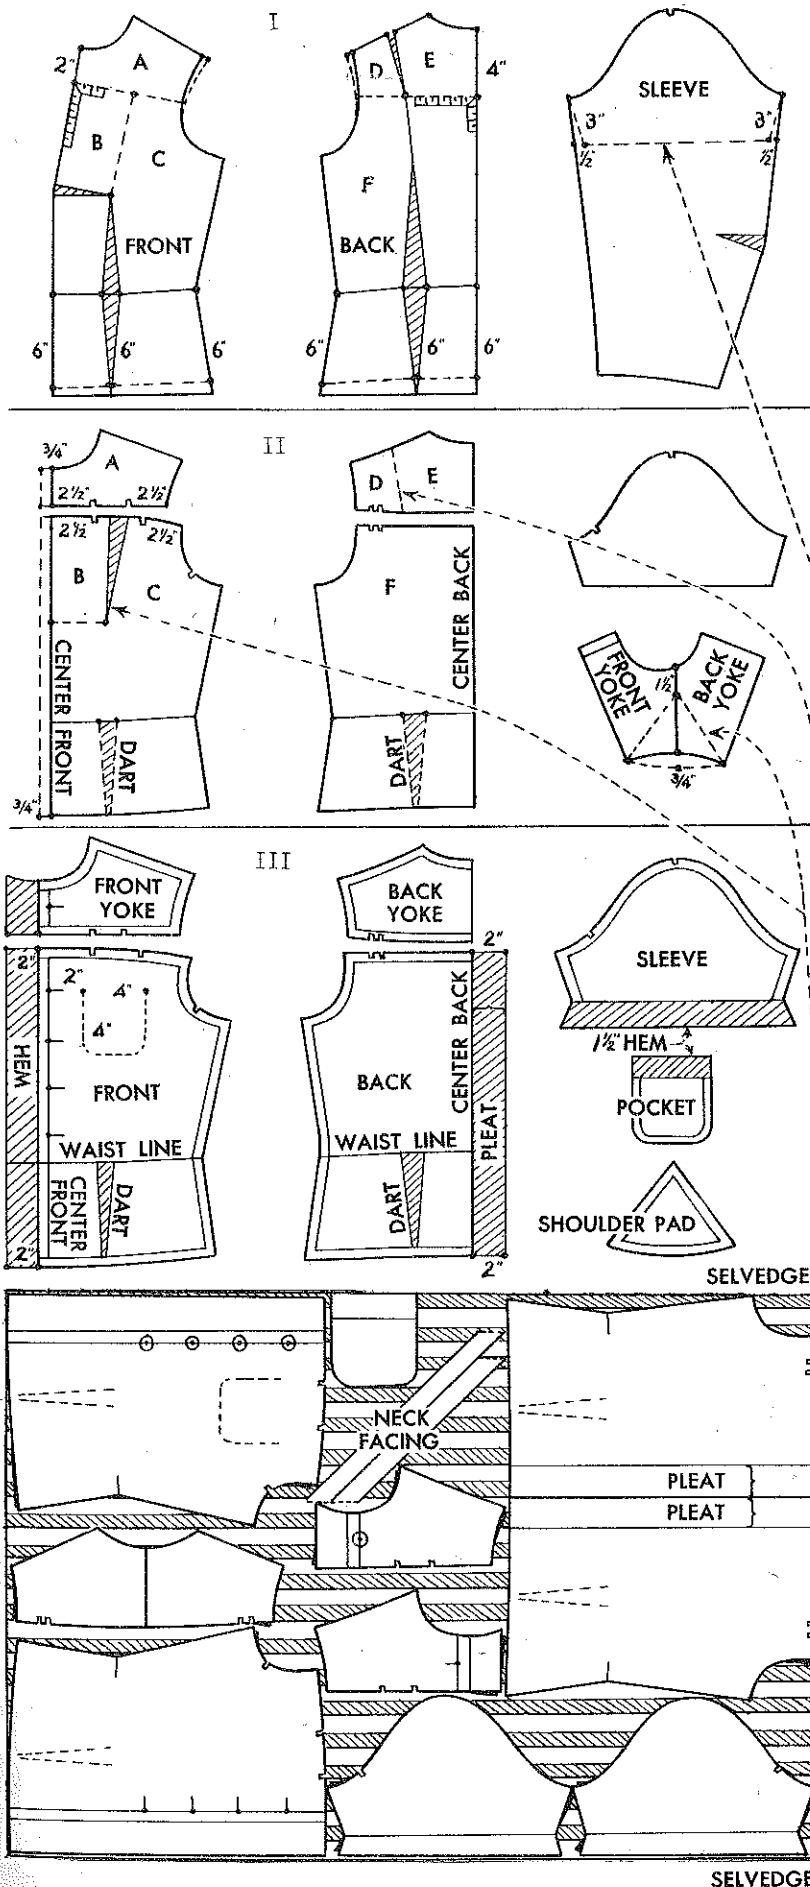 I
A
2"
B
C
FRONT
6"
6"
6"
D
E
4"
F
BACK
6"
6"
6"
SLEEVE
3"
3"
½"
½"
II
¾"
A
2½"
2½"
2½"
2½"
B
C
CENTER FRONT
DART
¾"
D
E
F
CENTER BACK
DART
FRONT YOKE
BACK YOKE
1½"
¾"
III
FRONT
YOKE
2"
2"
4"
4"
HEM
FRONT
WAIST LINE
CENTER
FRONT
DART
2"
BACK
YOKE
2"
CENTER BACK
BACK
WAIST LINE
PLEAT
DART
2"
SLEEVE
1½" HEM
POCKET
SHOULDER PAD
SELVEDGE
NECK
FACING
PLEAT
PLEAT
SELVEDGE